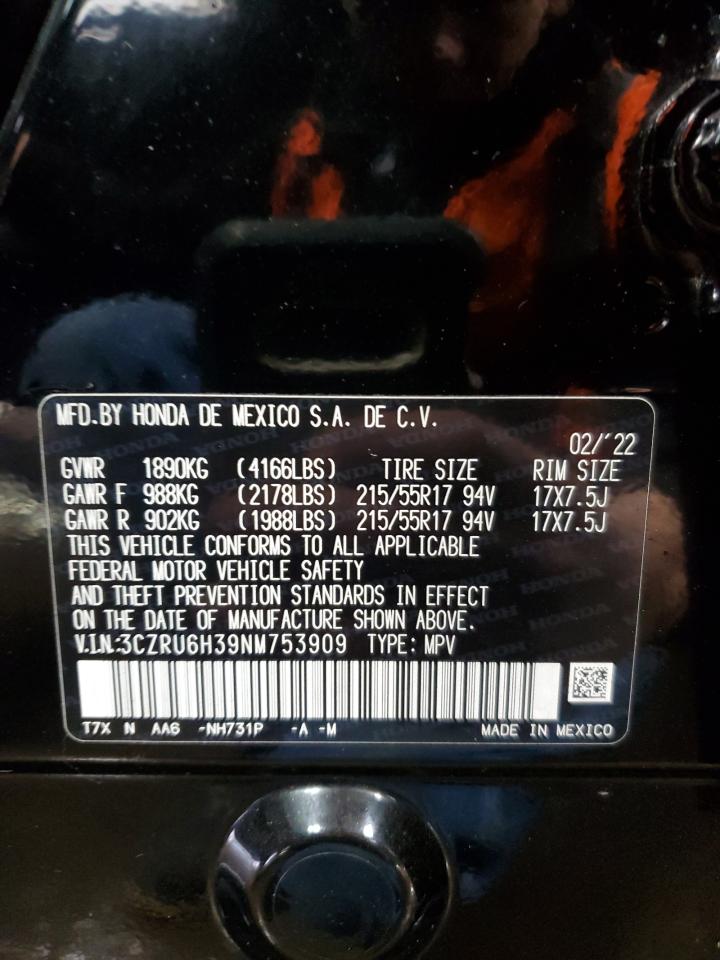 MFD.BY HONDA DE MEXICO S.A. DE C.V.
02/'22
GVWR 1890KG (4166LBS) TIRE SIZE RIM SIZE
GAWR F 988KG (2178LBS) 215/55R17 94V 17X7.5J
GAWR R 902KG (1988LBS) 215/55R17 94V 17X7.5J
THIS VEHICLE CONFORMS TO ALL APPLICABLE
FEDERAL MOTOR VEHICLE SAFETY
AND THEFT PREVENTION STANDARDS IN EFFECT
ON THE DATE OF MANUFACTURE SHOWN ABOVE.
V.I.N:3CZRU6H39NM753909 TYPE: MPV
T7X N AA6 -NH731P -A -M MADE IN MEXICO